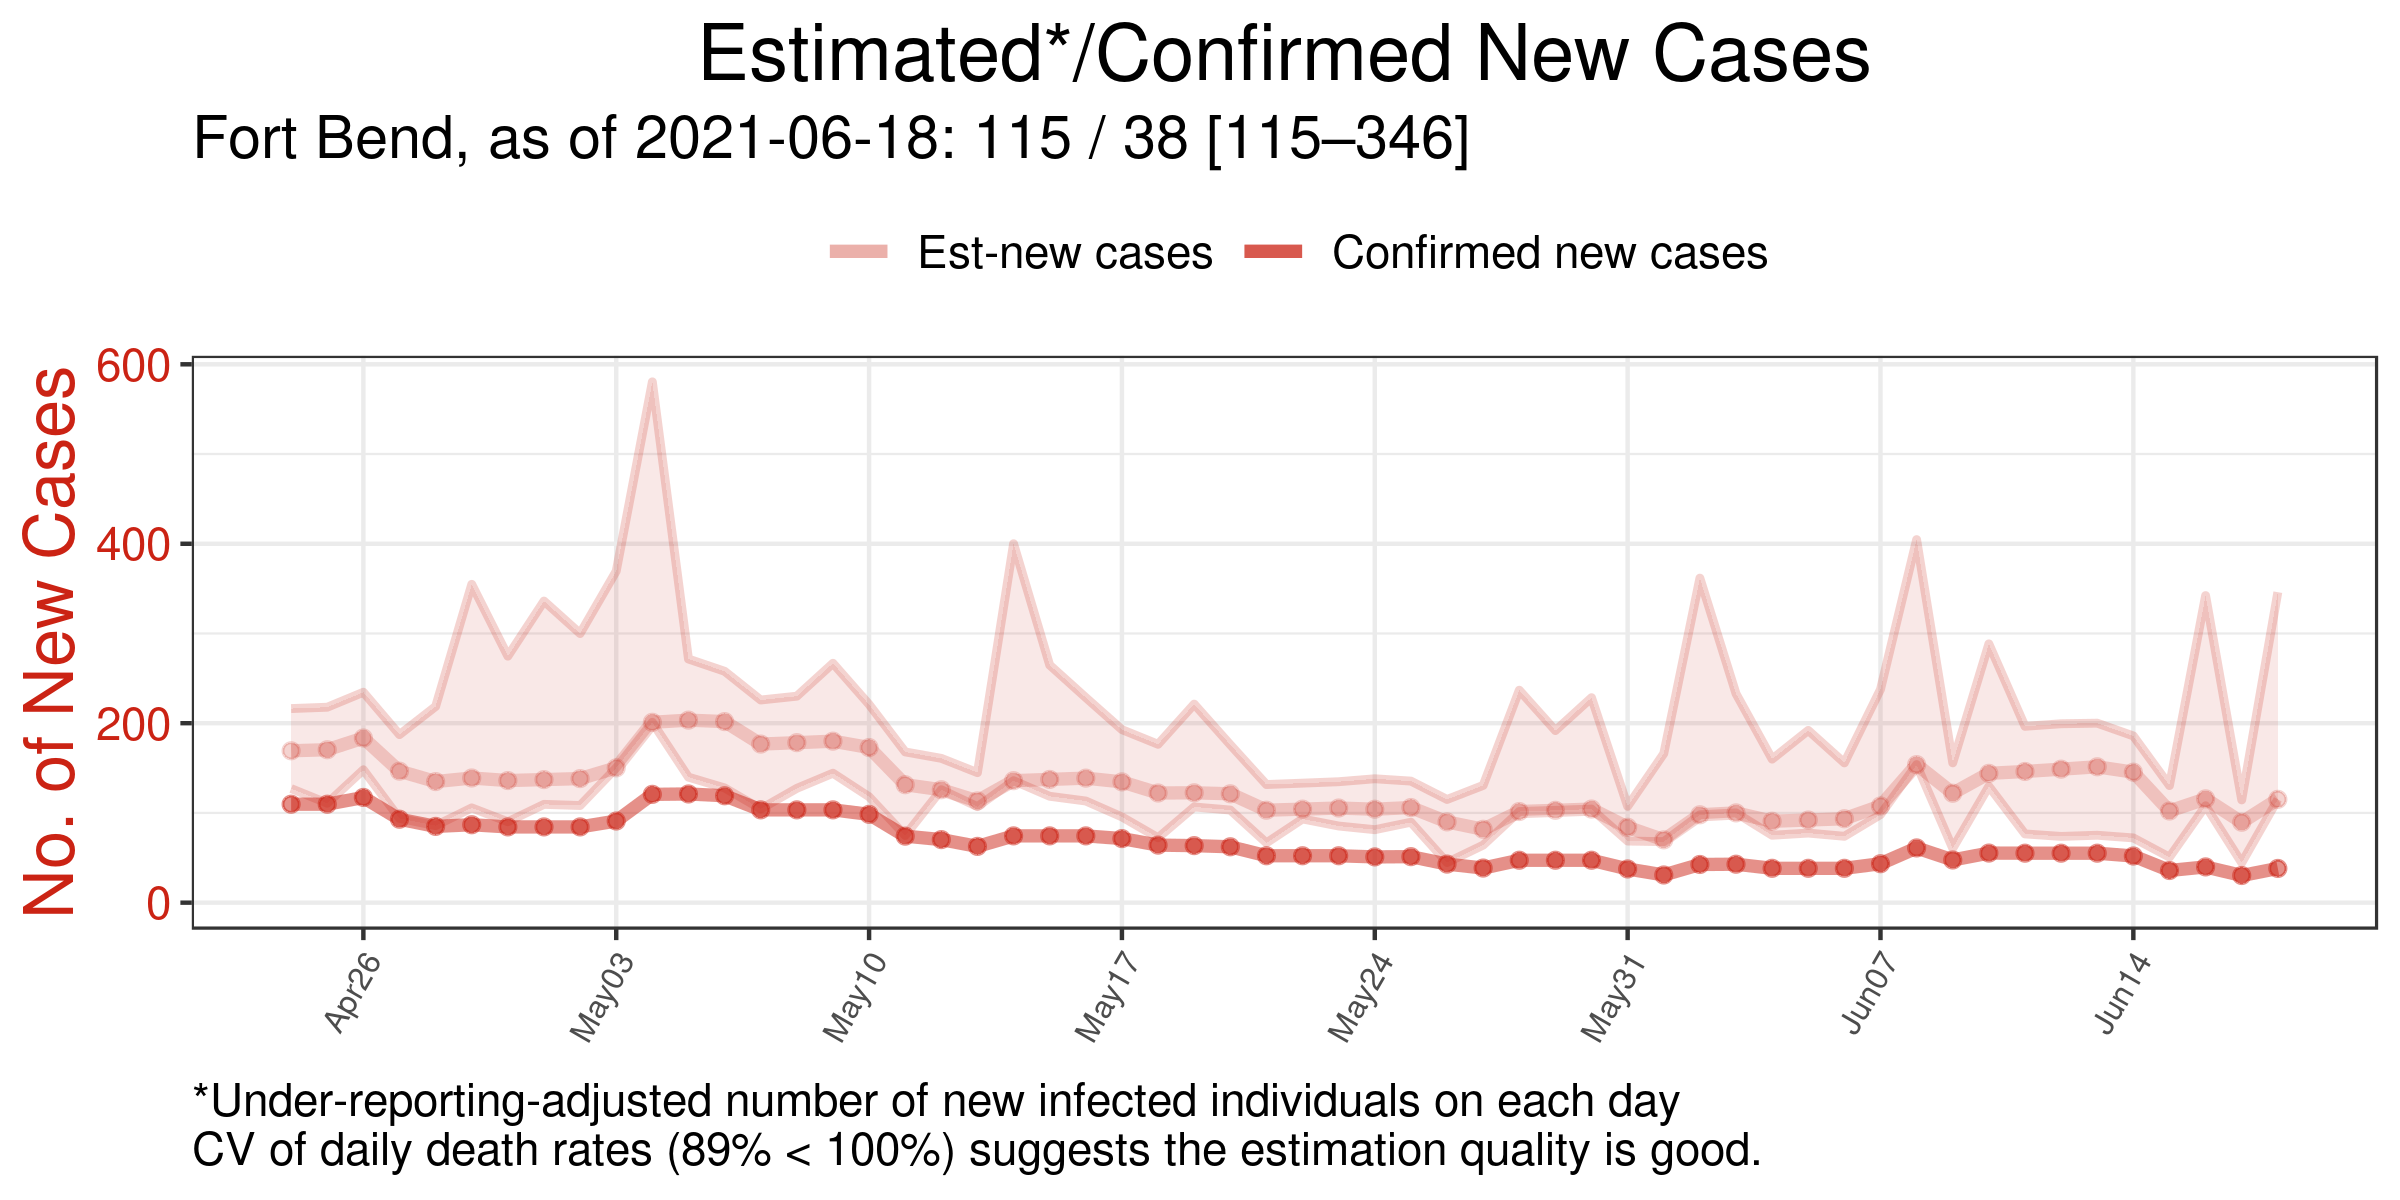 Estimated*/Confirmed New Cases
Fort Bend, as of 2021-06-18: 115 / 38 [115–346]
Est-new cases
Confirmed new cases
No. of New Cases
600
400
200
0
Apr26
May03
May10
May17
May24
May31
Jun07
Jun14
*Under-reporting-adjusted number of new infected individuals on each day
CV of daily death rates (89% < 100%) suggests the estimation quality is good.